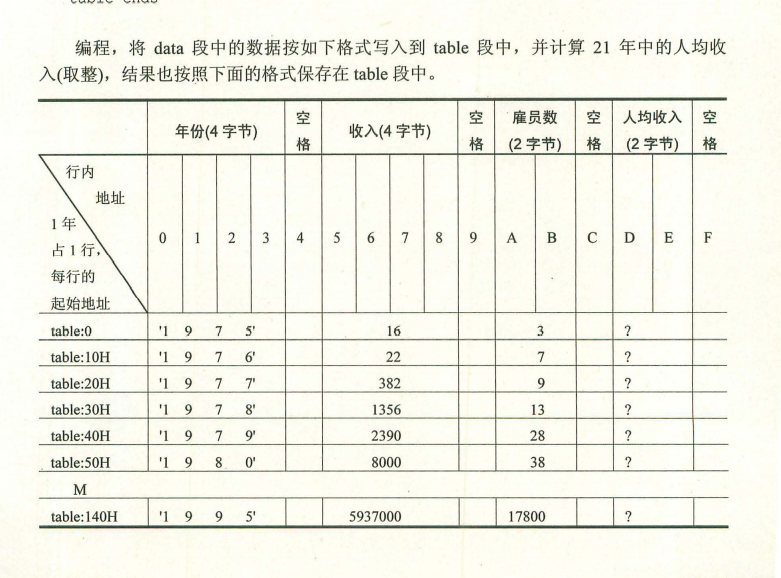 table ends
编程，将 data 段中的数据按如下格式写入到 table 段中，并计算 21 年中的人均收
入(取整)，结果也按照下面的格式保存在 table 段中。
年份(4 字节) 空格 收入(4 字节) 空格 雇员数(2 字节) 空格 人均收入(2 字节) 空格
行内地址 1 年占 1 行，每行的起始地址 0 1 2 3 4 5 6 7 8 9 A B C D E F
table:0 '1 9 7 5' 16 3 ?
table:10H '1 9 7 6' 22 7 ?
table:20H '1 9 7 7' 382 9 ?
table:30H '1 9 7 8' 1356 13 ?
table:40H '1 9 7 9' 2390 28 ?
table:50H '1 9 8 0' 8000 38 ?
M
table:140H '1 9 9 5' 5937000 17800 ?